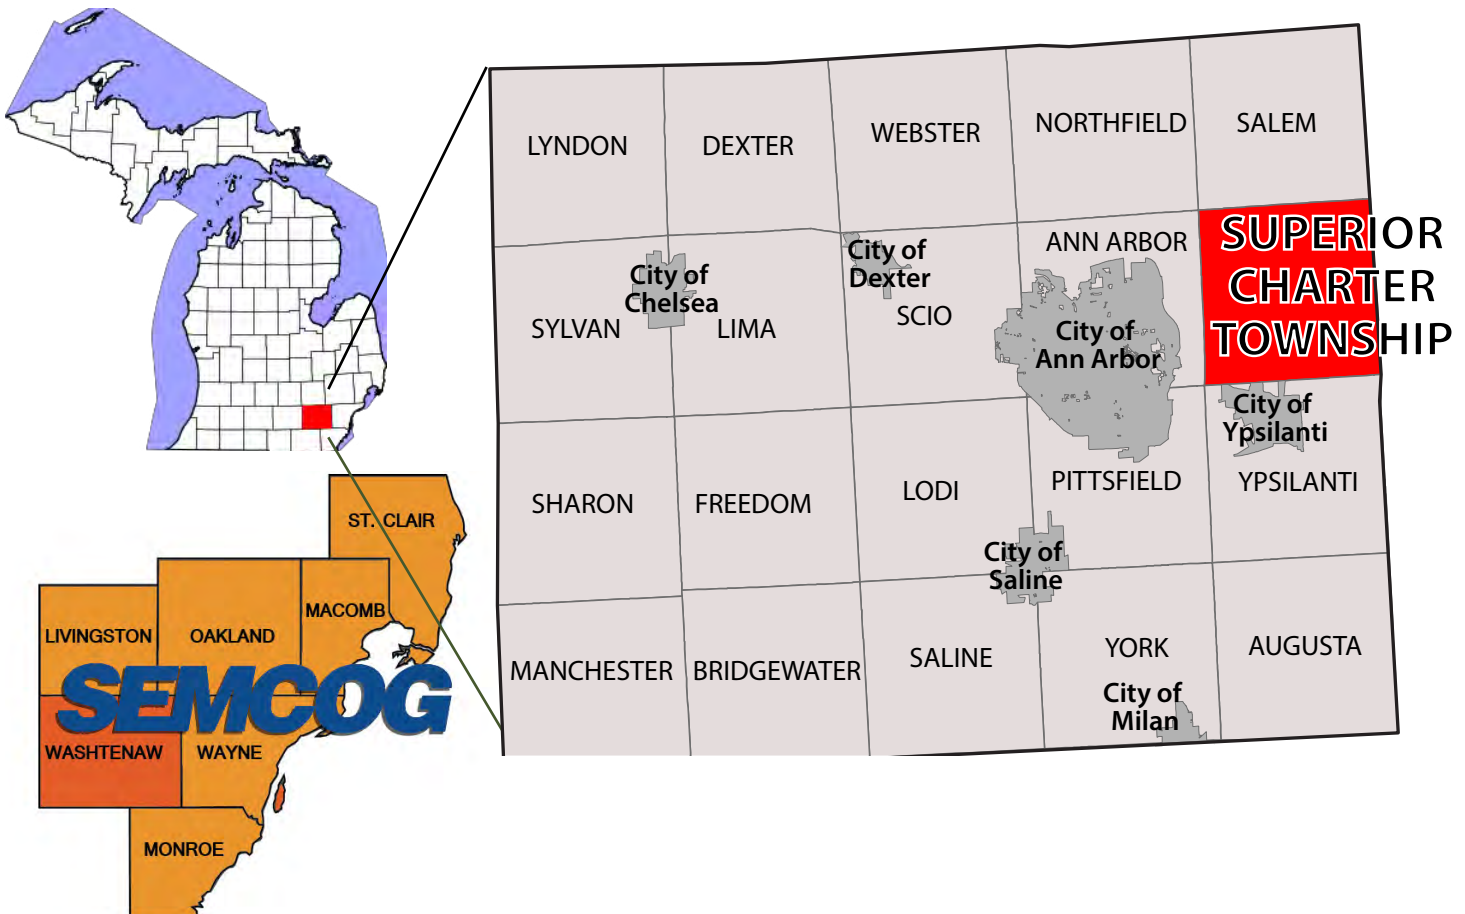 LYNDON
DEXTER
WEBSTER
NORTHFIELD
SALEM
SUPERIOR
CHARTER
TOWNSHIP
ANN ARBOR
City of
Dexter
City of
Chelsea
SYLVAN
LIMA
SCIO
City of
Ann Arbor
City of
Ypsilanti
SHARON
FREEDOM
LODI
PITTSFIELD
YPSILANTI
City of
Saline
MANCHESTER
BRIDGEWATER
SALINE
YORK
AUGUSTA
City of
Milan
ST. CLAIR
LIVINGSTON
OAKLAND
MACOMB
SEMCOG
WASHTENAW
WAYNE
MONROE